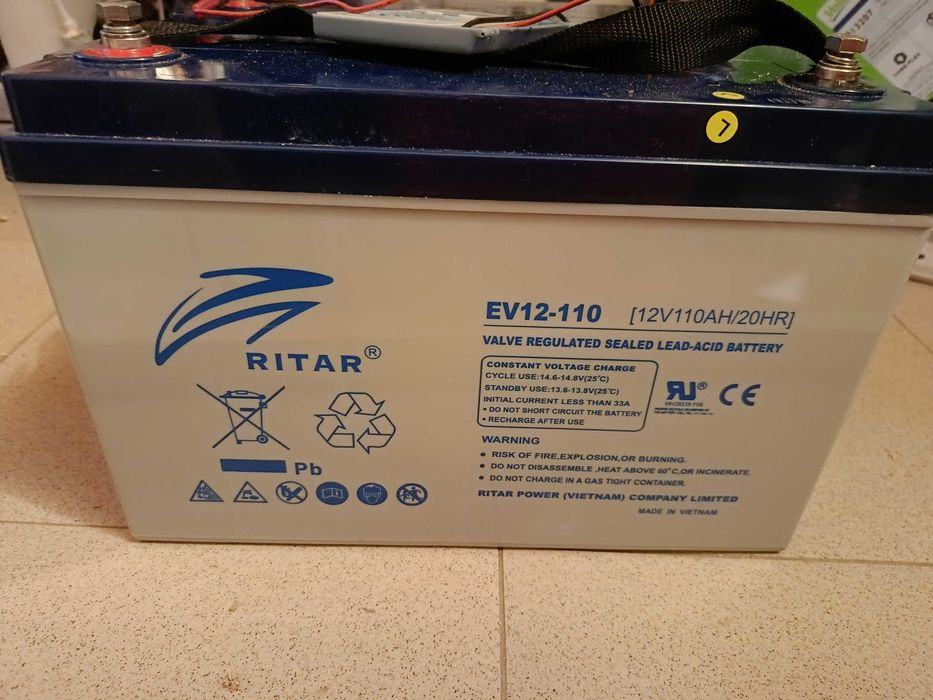 RITAR®
Pb
EV12-110 [12V110AH/20HR]
VALVE REGULATED SEALED LEAD-ACID BATTERY
CONSTANT VOLTAGE CHARGE
CYCLE USE:14.6-14.8V(25°C)
STANDBY USE:13.6-13.8V(25°C)
INITIAL CURRENT LESS THAN 33A
• DO NOT SHORT CIRCUIT THE BATTERY
• RECHARGE AFTER USE
WARNING
• RISK OF FIRE,EXPLOSION,OR BURNING.
• DO NOT DISASSEMBLE ,HEAT ABOVE 60°C,OR INCINERATE.
• DO NOT CHARGE IN A GAS TIGHT CONTAINER.
RITAR POWER (VIETNAM) COMPANY LIMITED
MADE IN VIETNAM